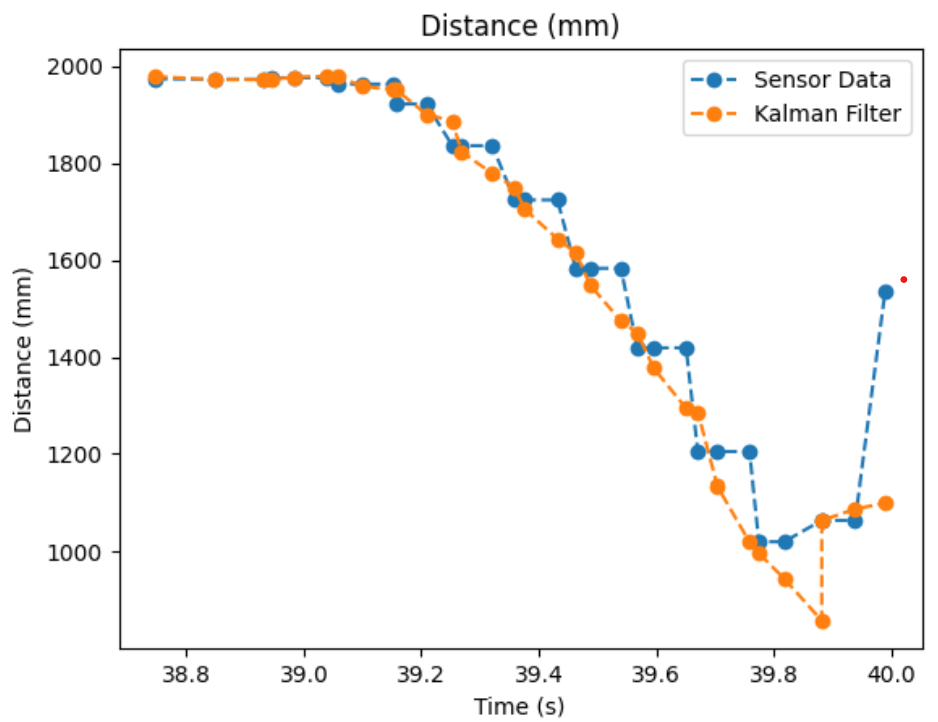 Distance (mm)
Sensor Data
Kalman Filter
Distance (mm)
2000
1800
1600
1400
1200
1000
38.8 39.0 39.2 39.4 39.6 39.8 40.0
Time (s)